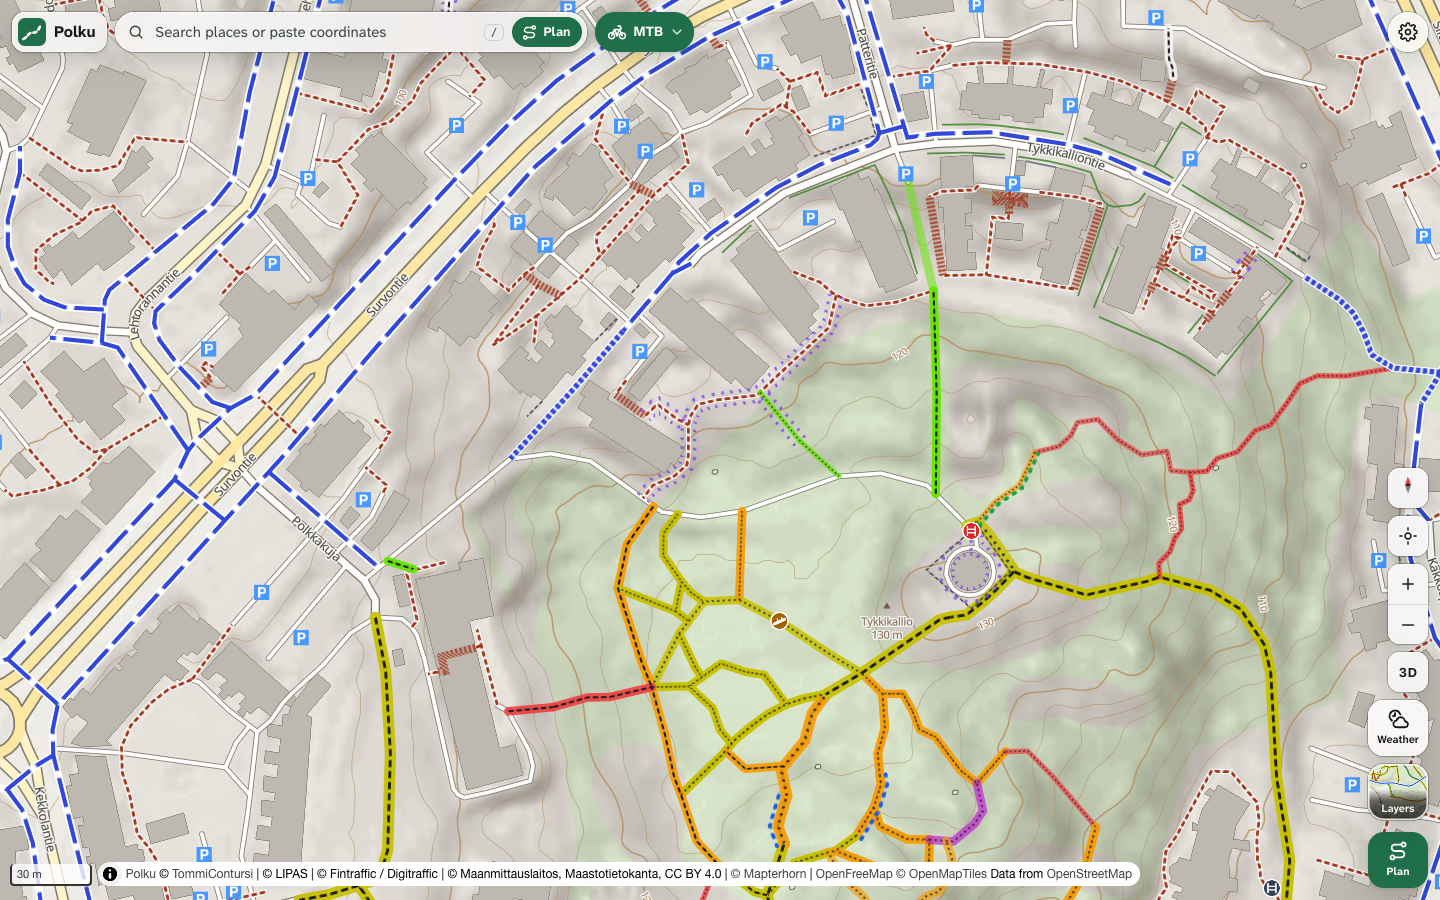 Polku
Search places or paste coordinates
/
Plan
MTB
Patteritie
Tykkikalliontie
100
Lehtorannantie
Survontie
120
110
Survontie
Polkkakuja
120
110
Tykkikallio
130 m
130
Kekkolantie
3D
Weather
Layers
Plan
30 m
Polku © TommiContursi | © LIPAS | © Fintraffic / Digitraffic | © Maanmittauslaitos, Maastotietokanta, CC BY 4.0 | © Mapterhorn | OpenFreeMap © OpenMapTiles Data from OpenStreetMap